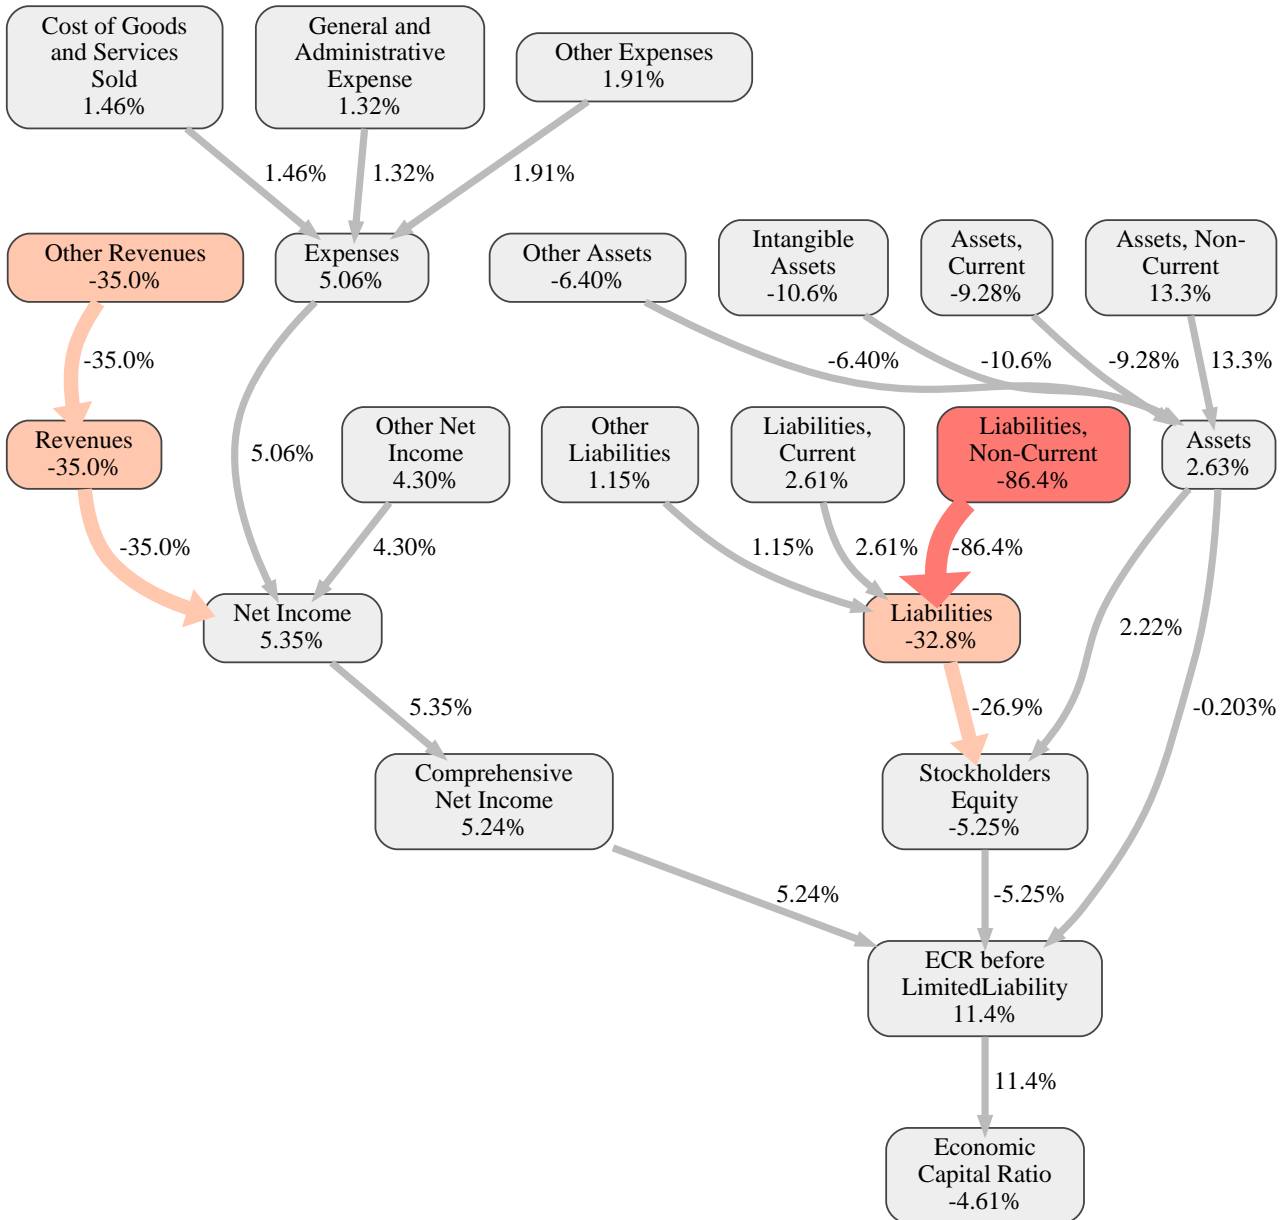 Cost of Goods
and Services
Sold
1.46%
General and
Administrative
Expense
1.32%
Other Expenses
1.91%
1.46%
1.32%
1.91%
Other Revenues
-35.0%
Expenses
5.06%
Other Assets
-6.40%
Intangible
Assets
-10.6%
Assets,
Current
-9.28%
Assets, Non-
Current
13.3%
-35.0%
-6.40%
-10.6%
-9.28%
13.3%
Revenues
-35.0%
5.06%
Other Net
Income
4.30%
Other
Liabilities
1.15%
Liabilities,
Current
2.61%
Liabilities,
Non-Current
-86.4%
Assets
2.63%
-35.0%
4.30%
1.15%
2.61%
-86.4%
Net Income
5.35%
Liabilities
-32.8%
2.22%
5.35%
-26.9%
-0.203%
Comprehensive
Net Income
5.24%
Stockholders
Equity
-5.25%
5.24%
-5.25%
ECR before
LimitedLiability
11.4%
11.4%
Economic
Capital Ratio
-4.61%